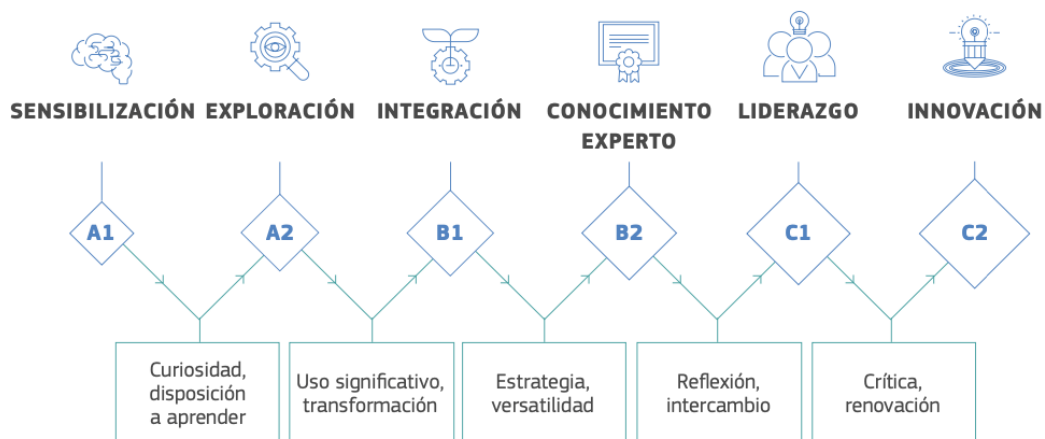 SENSIBILIZACIÓN
EXPLORACIÓN
INTEGRACIÓN
CONOCIMIENTO
EXPERTO
LIDERAZGO
INNOVACIÓN
A1
A2
B1
B2
C1
C2
Curiosidad,
disposición
a aprender
Uso significativo,
transformación
Estrategia,
versatilidad
Reflexión,
intercambio
Crítica,
renovación